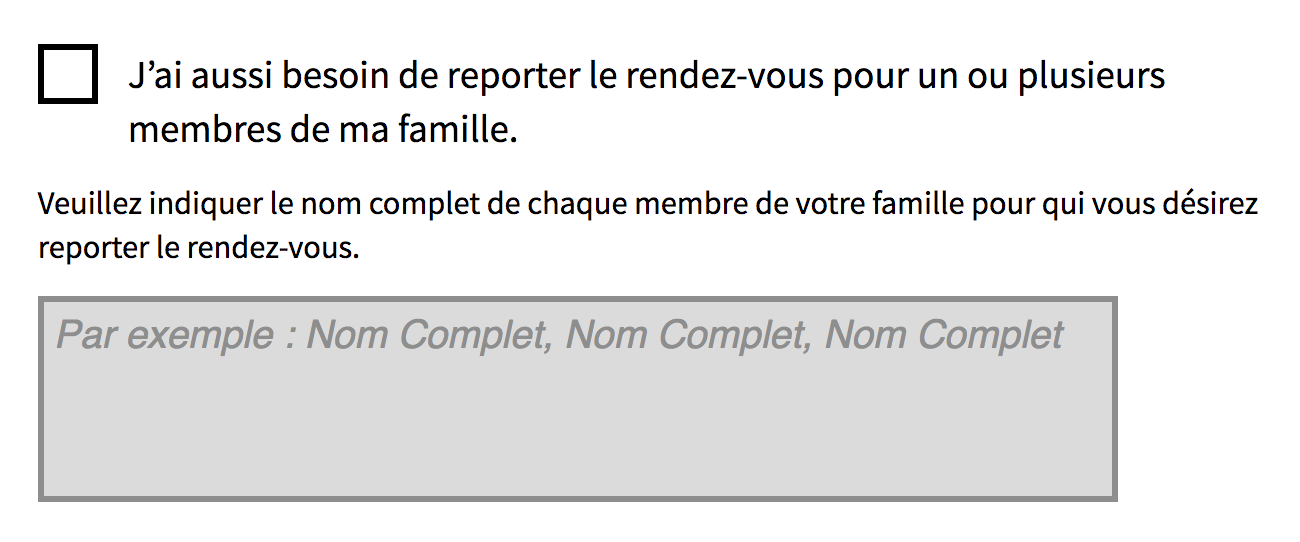 J’ai aussi besoin de reporter le rendez-vous pour un ou plusieurs
membres de ma famille.
Veuillez indiquer le nom complet de chaque membre de votre famille pour qui vous désirez
reporter le rendez-vous.
Par exemple : Nom Complet, Nom Complet, Nom Complet